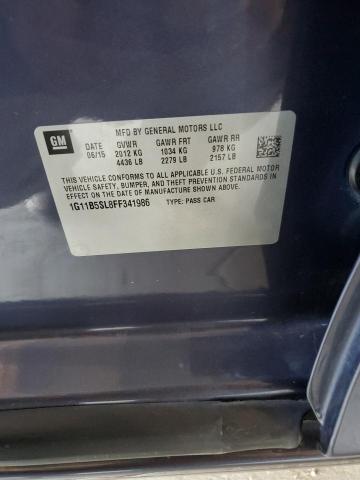 GM
MFD BY GENERAL MOTORS LLC
DATE GVWR GAWR FRT GAWR RR
06/15 2012 KG 1034 KG 978 KG
4436 LB 2279 LB 2157 LB
THIS VEHICLE CONFORMS TO ALL APPLICABLE U.S. FEDERAL MOTOR
VEHICLE SAFETY, BUMPER, AND THEFT PREVENTION STANDARDS
IN EFFECT ON THE DATE OF MANUFACTURE SHOWN ABOVE.
1G11B5SL8FF341986 TYPE: PASS CAR